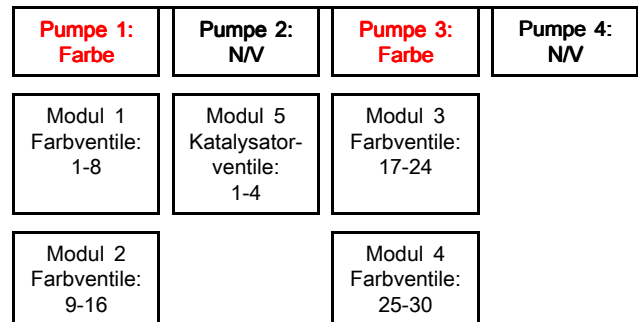 Pumpe 1:
Farbe
Pumpe 2:
N/V
Pumpe 3:
Farbe
Pumpe 4:
N/V
Modul 1
Farbventile:
1-8
Modul 5
Katalysator-
ventile:
1-4
Modul 3
Farbventile:
17-24
Modul 2
Farbventile:
9-16
Modul 4
Farbventile:
25-30